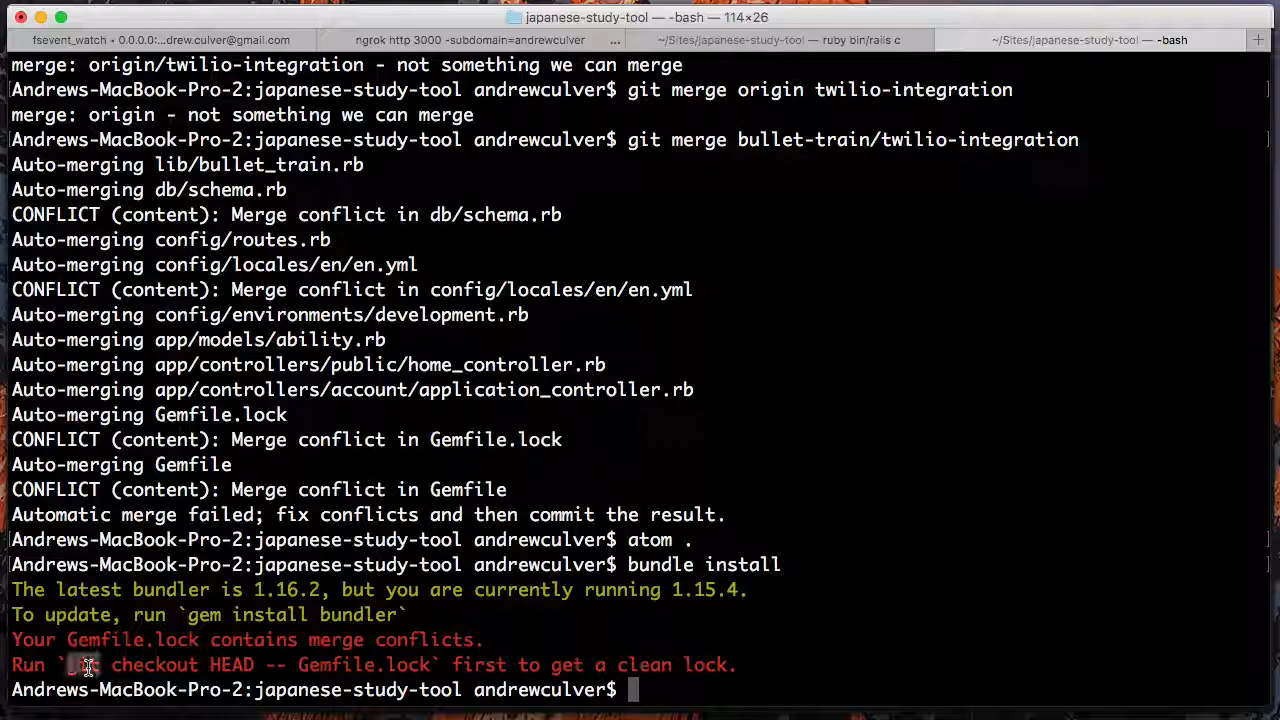 japanese-study-tool — -bash — 114×26
fsevent_watch • 0.0.0.0:...drew.culver@gmail.com
ngrok http 3000 -subdomain=andrewculver ...
~/Sites/japanese-study-tool — ruby bin/rails c
~/Sites/japanese-study-tool — -bash
merge: origin/twilio-integration - not something we can merge
Andrews-MacBook-Pro-2:japanese-study-tool andrewculver$ git merge origin twilio-integration
merge: origin - not something we can merge
Andrews-MacBook-Pro-2:japanese-study-tool andrewculver$ git merge bullet-train/twilio-integration
Auto-merging lib/bullet_train.rb
Auto-merging db/schema.rb
CONFLICT (content): Merge conflict in db/schema.rb
Auto-merging config/routes.rb
Auto-merging config/locales/en/en.yml
CONFLICT (content): Merge conflict in config/locales/en/en.yml
Auto-merging config/environments/development.rb
Auto-merging app/models/ability.rb
Auto-merging app/controllers/public/home_controller.rb
Auto-merging app/controllers/account/application_controller.rb
Auto-merging Gemfile.lock
CONFLICT (content): Merge conflict in Gemfile.lock
Auto-merging Gemfile
CONFLICT (content): Merge conflict in Gemfile
Automatic merge failed; fix conflicts and then commit the result.
Andrews-MacBook-Pro-2:japanese-study-tool andrewculver$ atom .
Andrews-MacBook-Pro-2:japanese-study-tool andrewculver$ bundle install
The latest bundler is 1.16.2, but you are currently running 1.15.4.
To update, run `gem install bundler`
Your Gemfile.lock contains merge conflicts.
Run `git checkout HEAD -- Gemfile.lock` first to get a clean lock.
Andrews-MacBook-Pro-2:japanese-study-tool andrewculver$